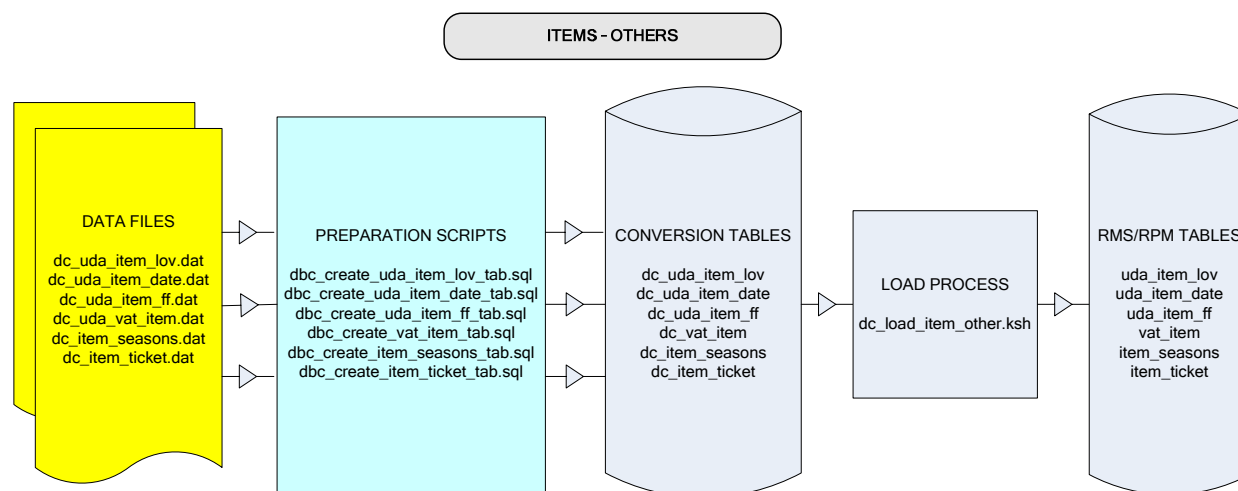 ITEMS - OTHERS
DATA FILES
dc_uda_item_lov.dat
dc_uda_item_date.dat
dc_uda_item_ff.dat
dc_uda_vat_item.dat
dc_item_seasons.dat
dc_item_ticket.dat
PREPARATION SCRIPTS
dbc_create_uda_item_lov_tab.sql
dbc_create_uda_item_date_tab.sql
dbc_create_uda_item_ff_tab.sql
dbc_create_vat_item_tab.sql
dbc_create_item_seasons_tab.sql
dbc_create_item_ticket_tab.sql
CONVERSION TABLES
dc_uda_item_lov
dc_uda_item_date
dc_uda_item_ff
dc_vat_item
dc_item_seasons
dc_item_ticket
LOAD PROCESS
dc_load_item_other.ksh
RMS/RPM TABLES
uda_item_lov
uda_item_date
uda_item_ff
vat_item
item_seasons
item_ticket